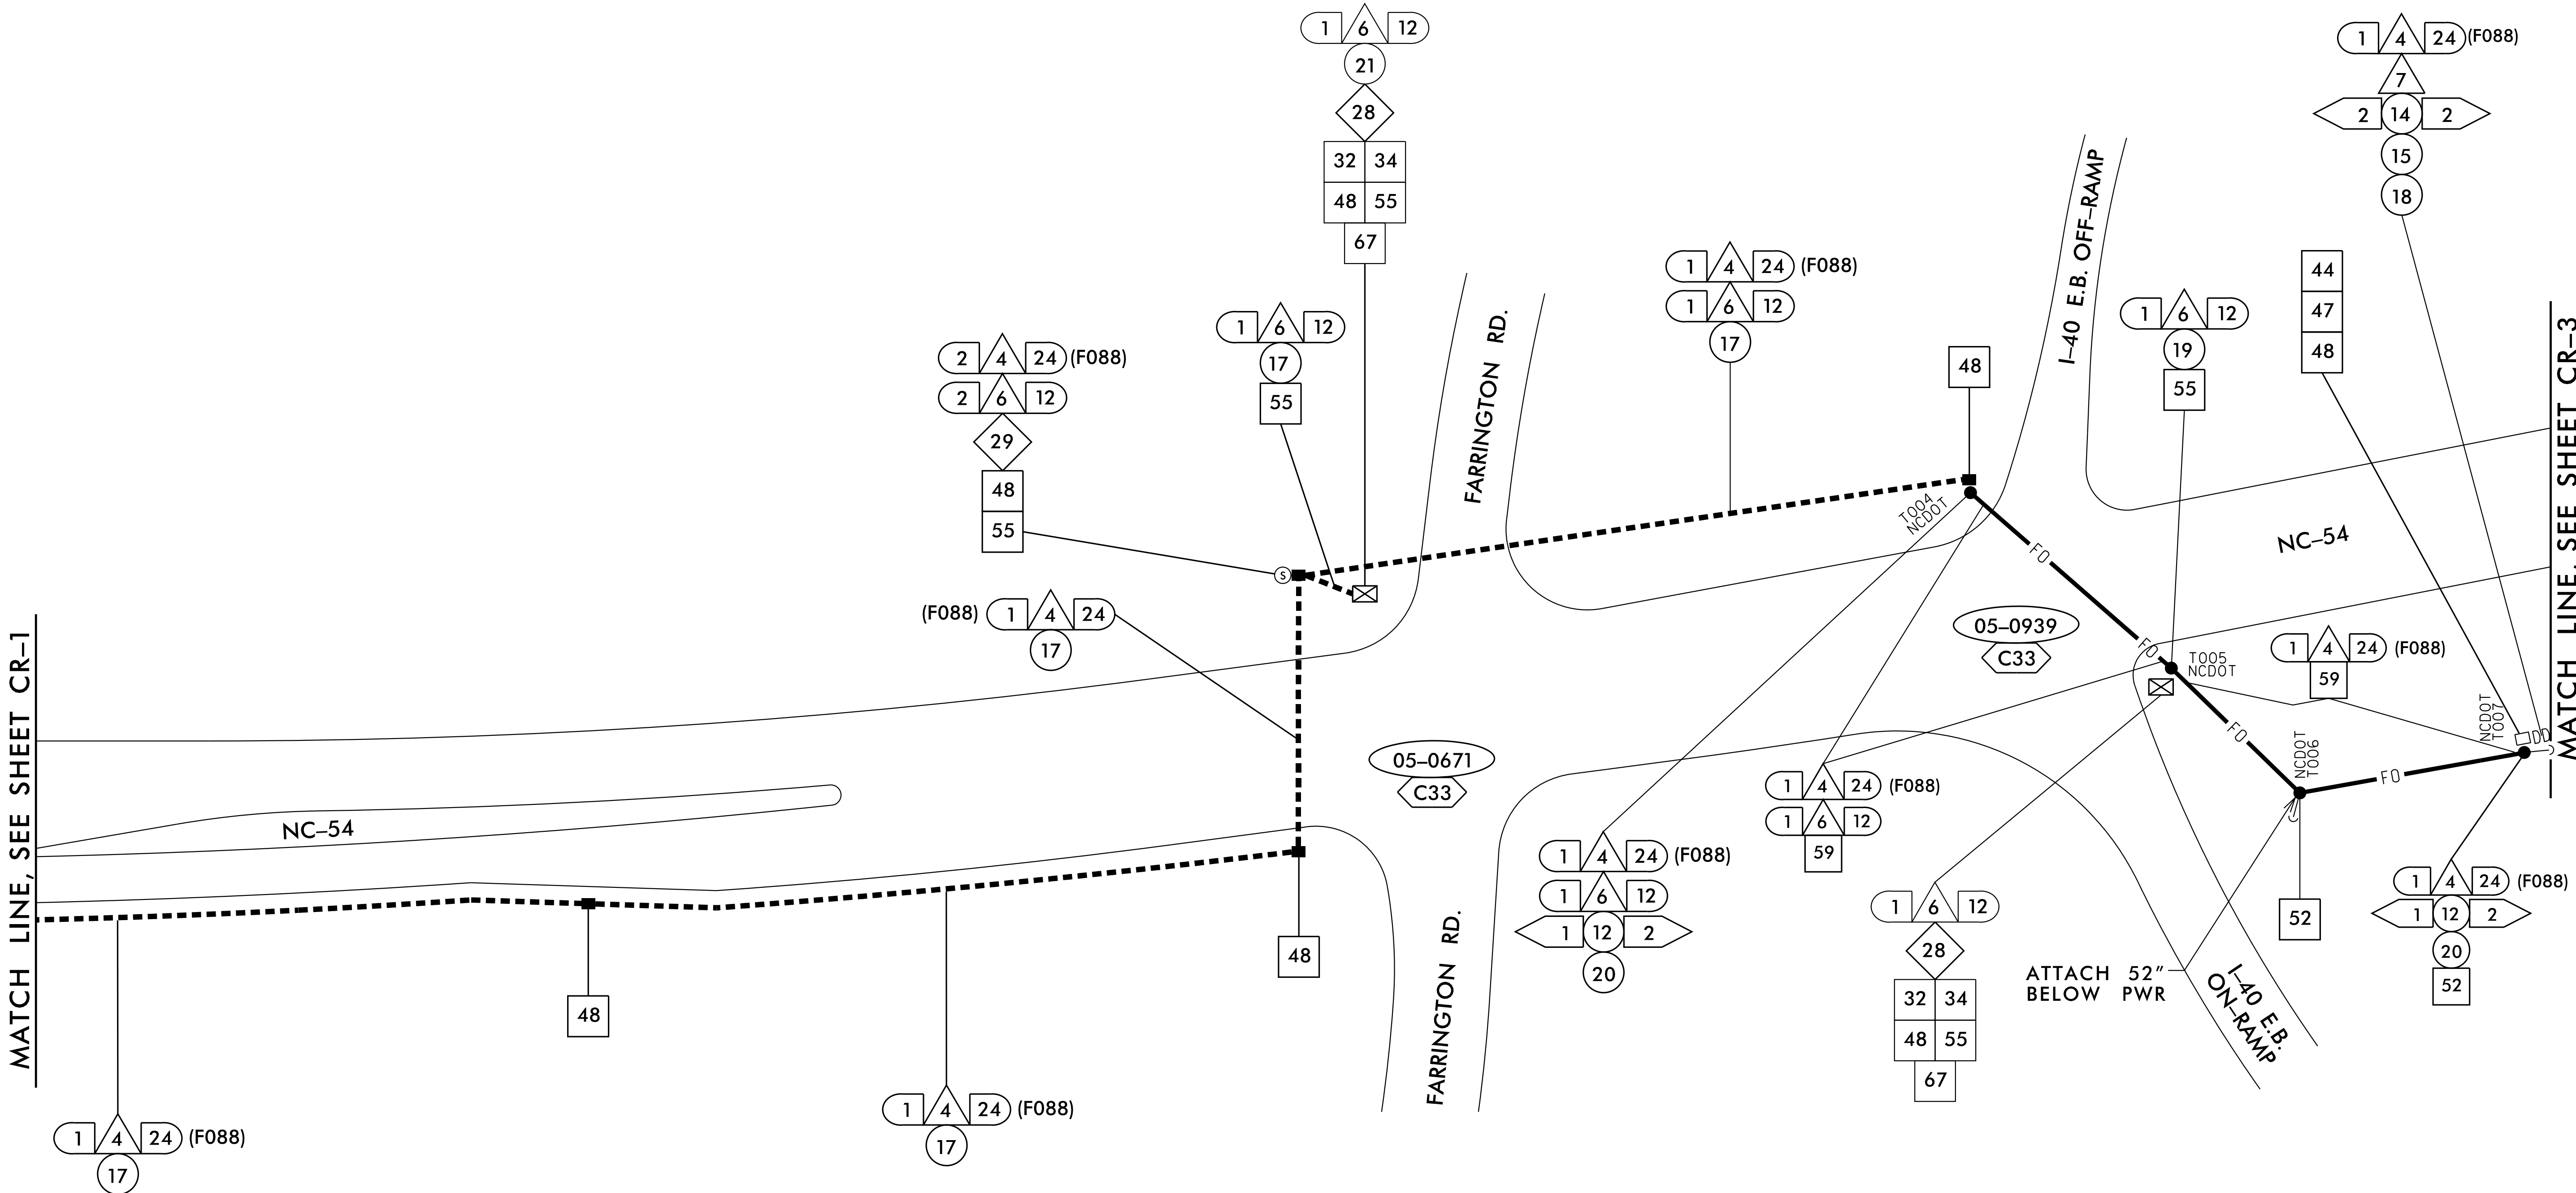 1 6 12
21
28
32 34
48 55
67
1 4 24 (F088)
7
2 14 2
15
18
1 6 12
17
55
2 4 24 (F088)
2 6 12
29
48
55
S
(F088) 1 4 24
17
FARRINGTON RD.
1 4 24 (F088)
1 6 12
17
48
I-40 E.B. OFF-RAMP
1 6 12
19
55
44
47
48
MATCH LINE, SEE SHEET CR-3
NC-54
T004
NCDOT
FO
FO
05-0939
C33
T005
NCDOT
1 4 24 (F088)
59
NCDOT
T007
FO
NCDOT
T006
FO
MATCH LINE, SEE SHEET CR-1
NC-54
05-0671
C33
1 4 24 (F088)
1 6 12
59
1 4 24 (F088)
1 6 12
1 12 2
20
1 6 12
28
32 34
48 55
67
ATTACH 52"
BELOW PWR
52
1 4 24 (F088)
1 12 2
20
52
I-40 E.B.
ON-RAMP
FARRINGTON RD.
48
48
1 4 24 (F088)
17
1 4 24 (F088)
17